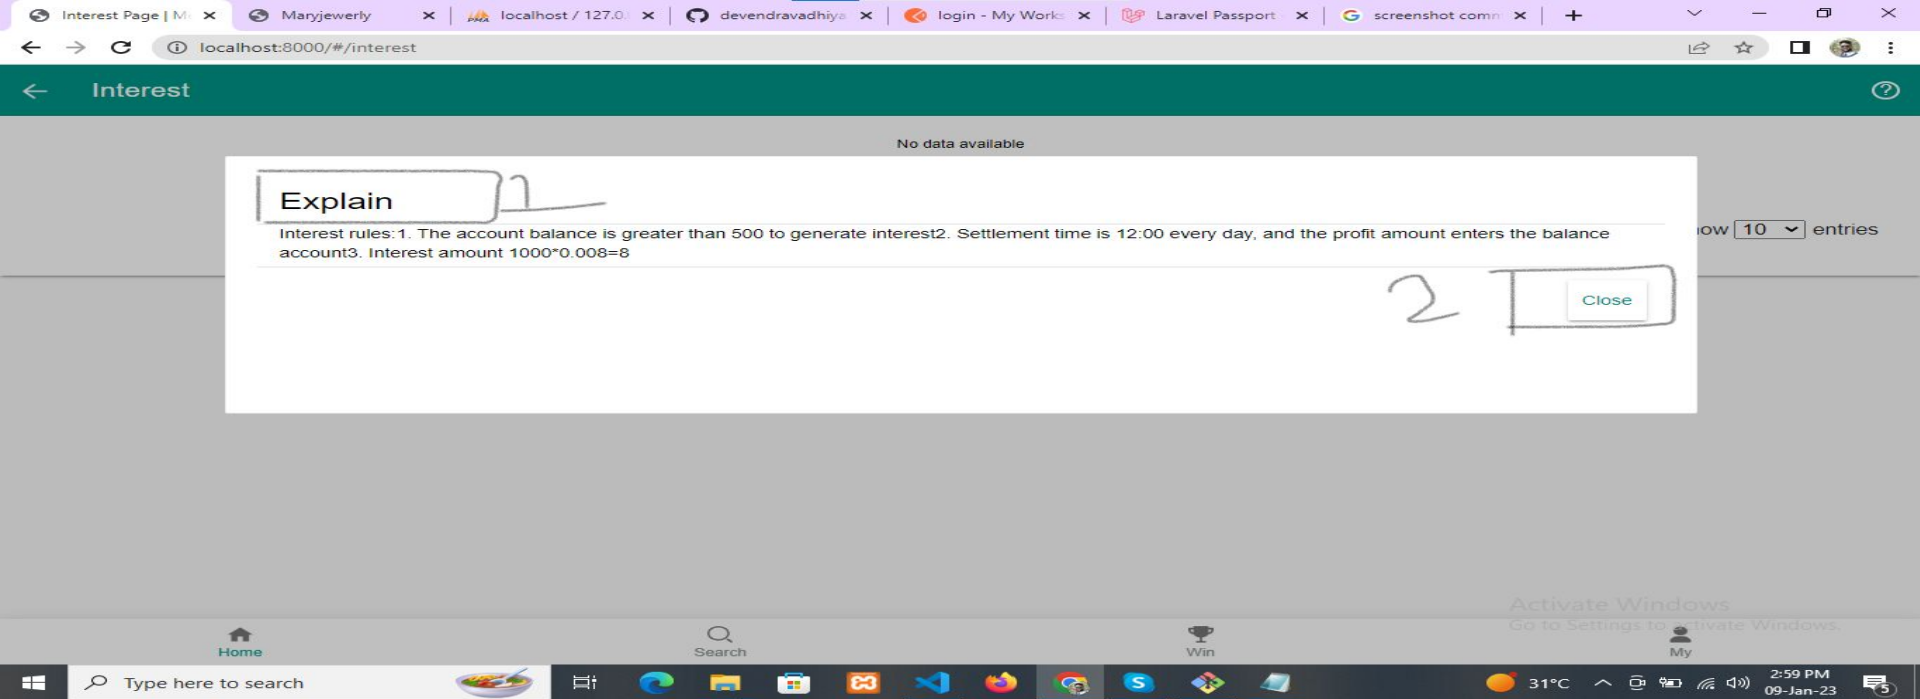 Interest Page | M
Maryjewerly
localhost / 127.0.
devendravadhiya
login - My Works
Laravel Passport
screenshot comm
localhost:8000/#/interest
Interest
No data available
Explain
1
Interest rules:1. The account balance is greater than 500 to generate interest2. Settlement time is 12:00 every day, and the profit amount enters the balance
account3. Interest amount 1000*0.008=8
ow 10 entries
2
Close
Activate Windows
Go to Settings to activate Windows.
Home
Search
Win
My
Type here to search
31°C
2:59 PM
09-Jan-23
5